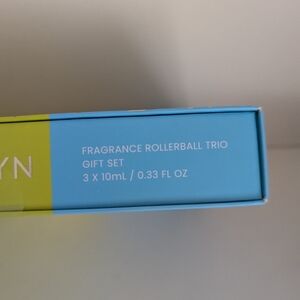 YN
FRAGRANCE ROLLERBALL TRIO
GIFT SET
3 X 10mL / 0.33 FL OZ